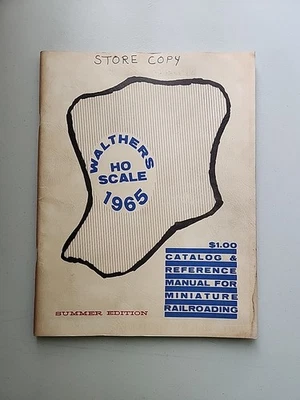 STORE COPY
WALTHERS
HO
SCALE
1965
$1.00
CATALOG &
REFERENCE
MANUAL FOR
MINIATURE
RAILROADING
SUMMER EDITION